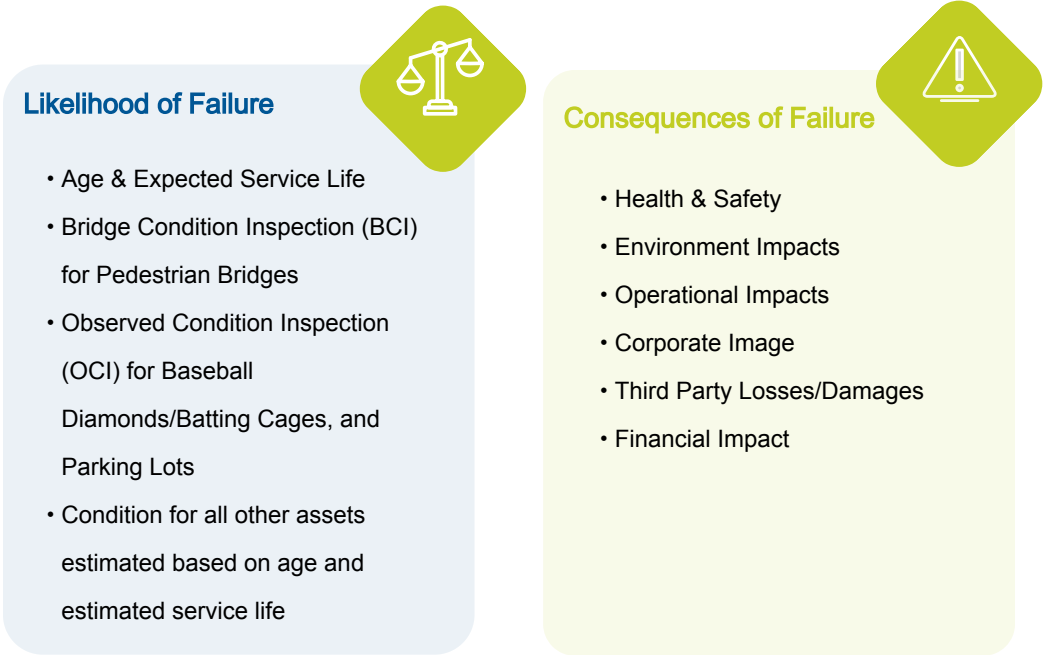 Likelihood of Failure
• Age & Expected Service Life
• Bridge Condition Inspection (BCI)
for Pedestrian Bridges
• Observed Condition Inspection
(OCI) for Baseball
Diamonds/Batting Cages, and
Parking Lots
• Condition for all other assets
estimated based on age and
estimated service life
Consequences of Failure
• Health & Safety
• Environment Impacts
• Operational Impacts
• Corporate Image
• Third Party Losses/Damages
• Financial Impact